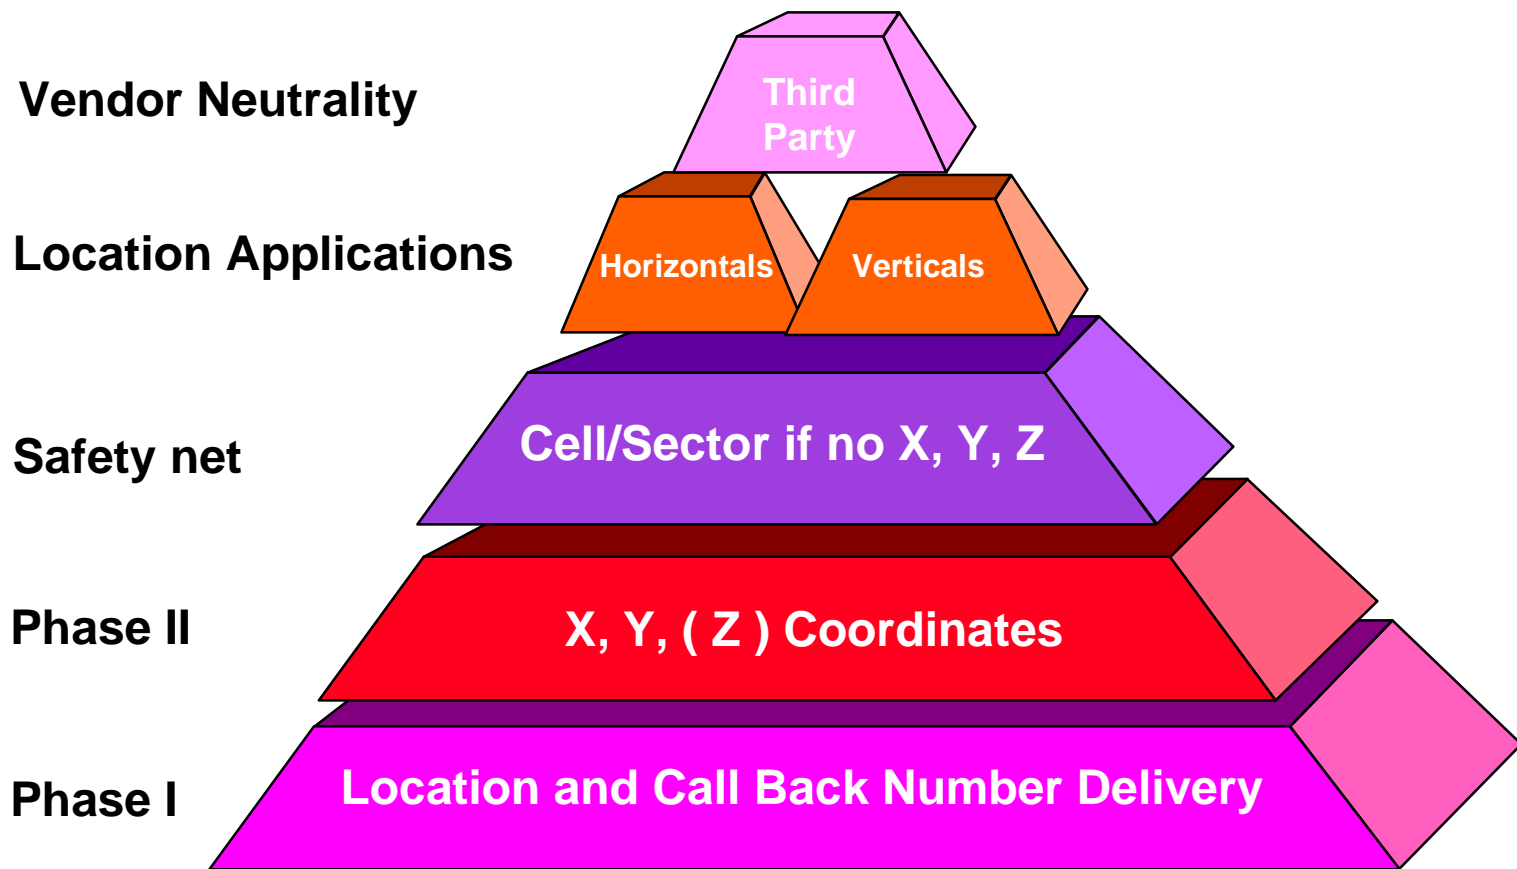 Vendor Neutrality
Third
Party
Location Applications
Horizontals
Verticals
Safety net
Cell/Sector if no X, Y, Z
Phase II
X, Y, ( Z ) Coordinates
Phase I
Location and Call Back Number Delivery